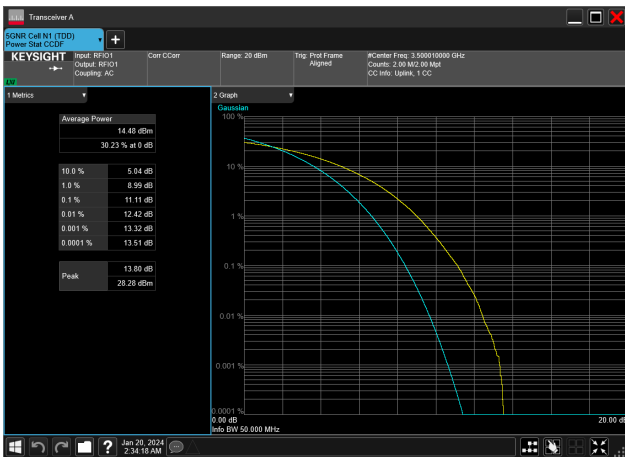 Transceiver A
5GNR Cell N1 (TDD)
Power Stat CCDF
KEYSIGHT
Input: RFIO1
Output: RFIO1
Coupling: AC
Corr CCorr
Range: 20 dBm
Trig: Prot Frame
Aligned
#Center Freq: 3.500010000 GHz
Counts: 2.00 M/2.00 Mpt
CC Info: Uplink, 1 CC
1 Metrics
Average Power
14.48 dBm
30.23 % at 0 dB
10.0 % 5.04 dB
1.0 % 8.99 dB
0.1 % 11.11 dB
0.01 % 12.42 dB
0.001 % 13.32 dB
0.0001 % 13.51 dB
Peak
13.80 dB
28.28 dBm
2 Graph
Gaussian
100 %
10 %
1 %
0.1 %
0.01 %
0.001 %
0.0001 %
0.00 dB
20.00 dB
Info BW 50.000 MHz
Jan 20, 2024
2:34:18 AM